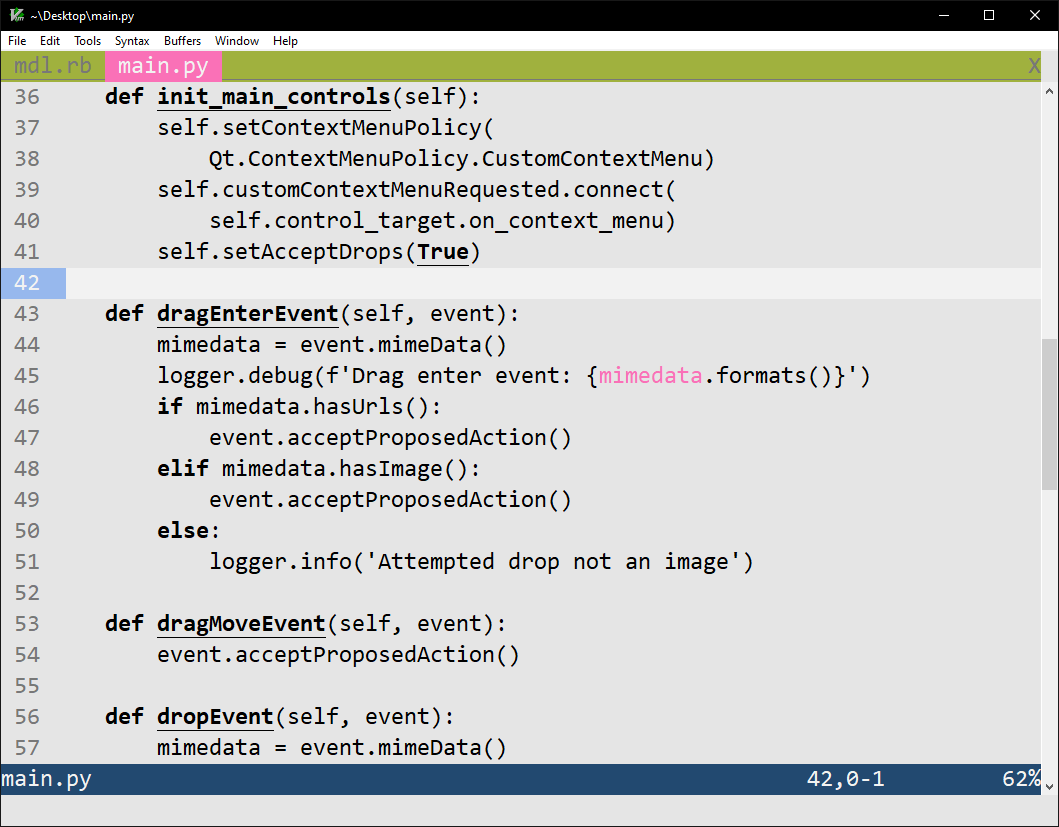 ~\Desktop\main.py
File Edit Tools Syntax Buffers Window Help
mdl.rb main.py X
36 def init_main_controls(self):
37 self.setContextMenuPolicy(
38 Qt.ContextMenuPolicy.CustomContextMenu)
39 self.customContextMenuRequested.connect(
40 self.control_target.on_context_menu)
41 self.setAcceptDrops(True)
42
43 def dragEnterEvent(self, event):
44 mimedata = event.mimeData()
45 logger.debug(f'Drag enter event: {mimedata.formats()}')
46 if mimedata.hasUrls():
47 event.acceptProposedAction()
48 elif mimedata.hasImage():
49 event.acceptProposedAction()
50 else:
51 logger.info('Attempted drop not an image')
52
53 def dragMoveEvent(self, event):
54 event.acceptProposedAction()
55
56 def dropEvent(self, event):
57 mimedata = event.mimeData()
main.py 42,0-1 62%